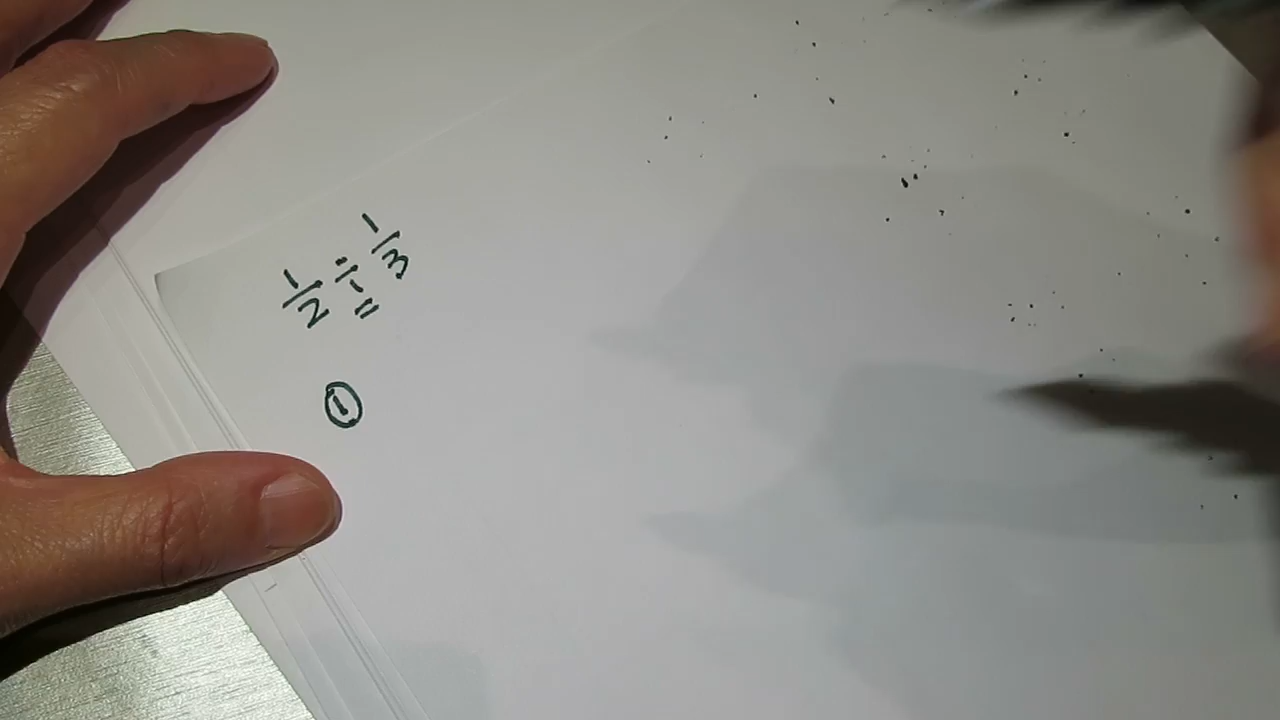 1/2 ÷ 1/3
=
①